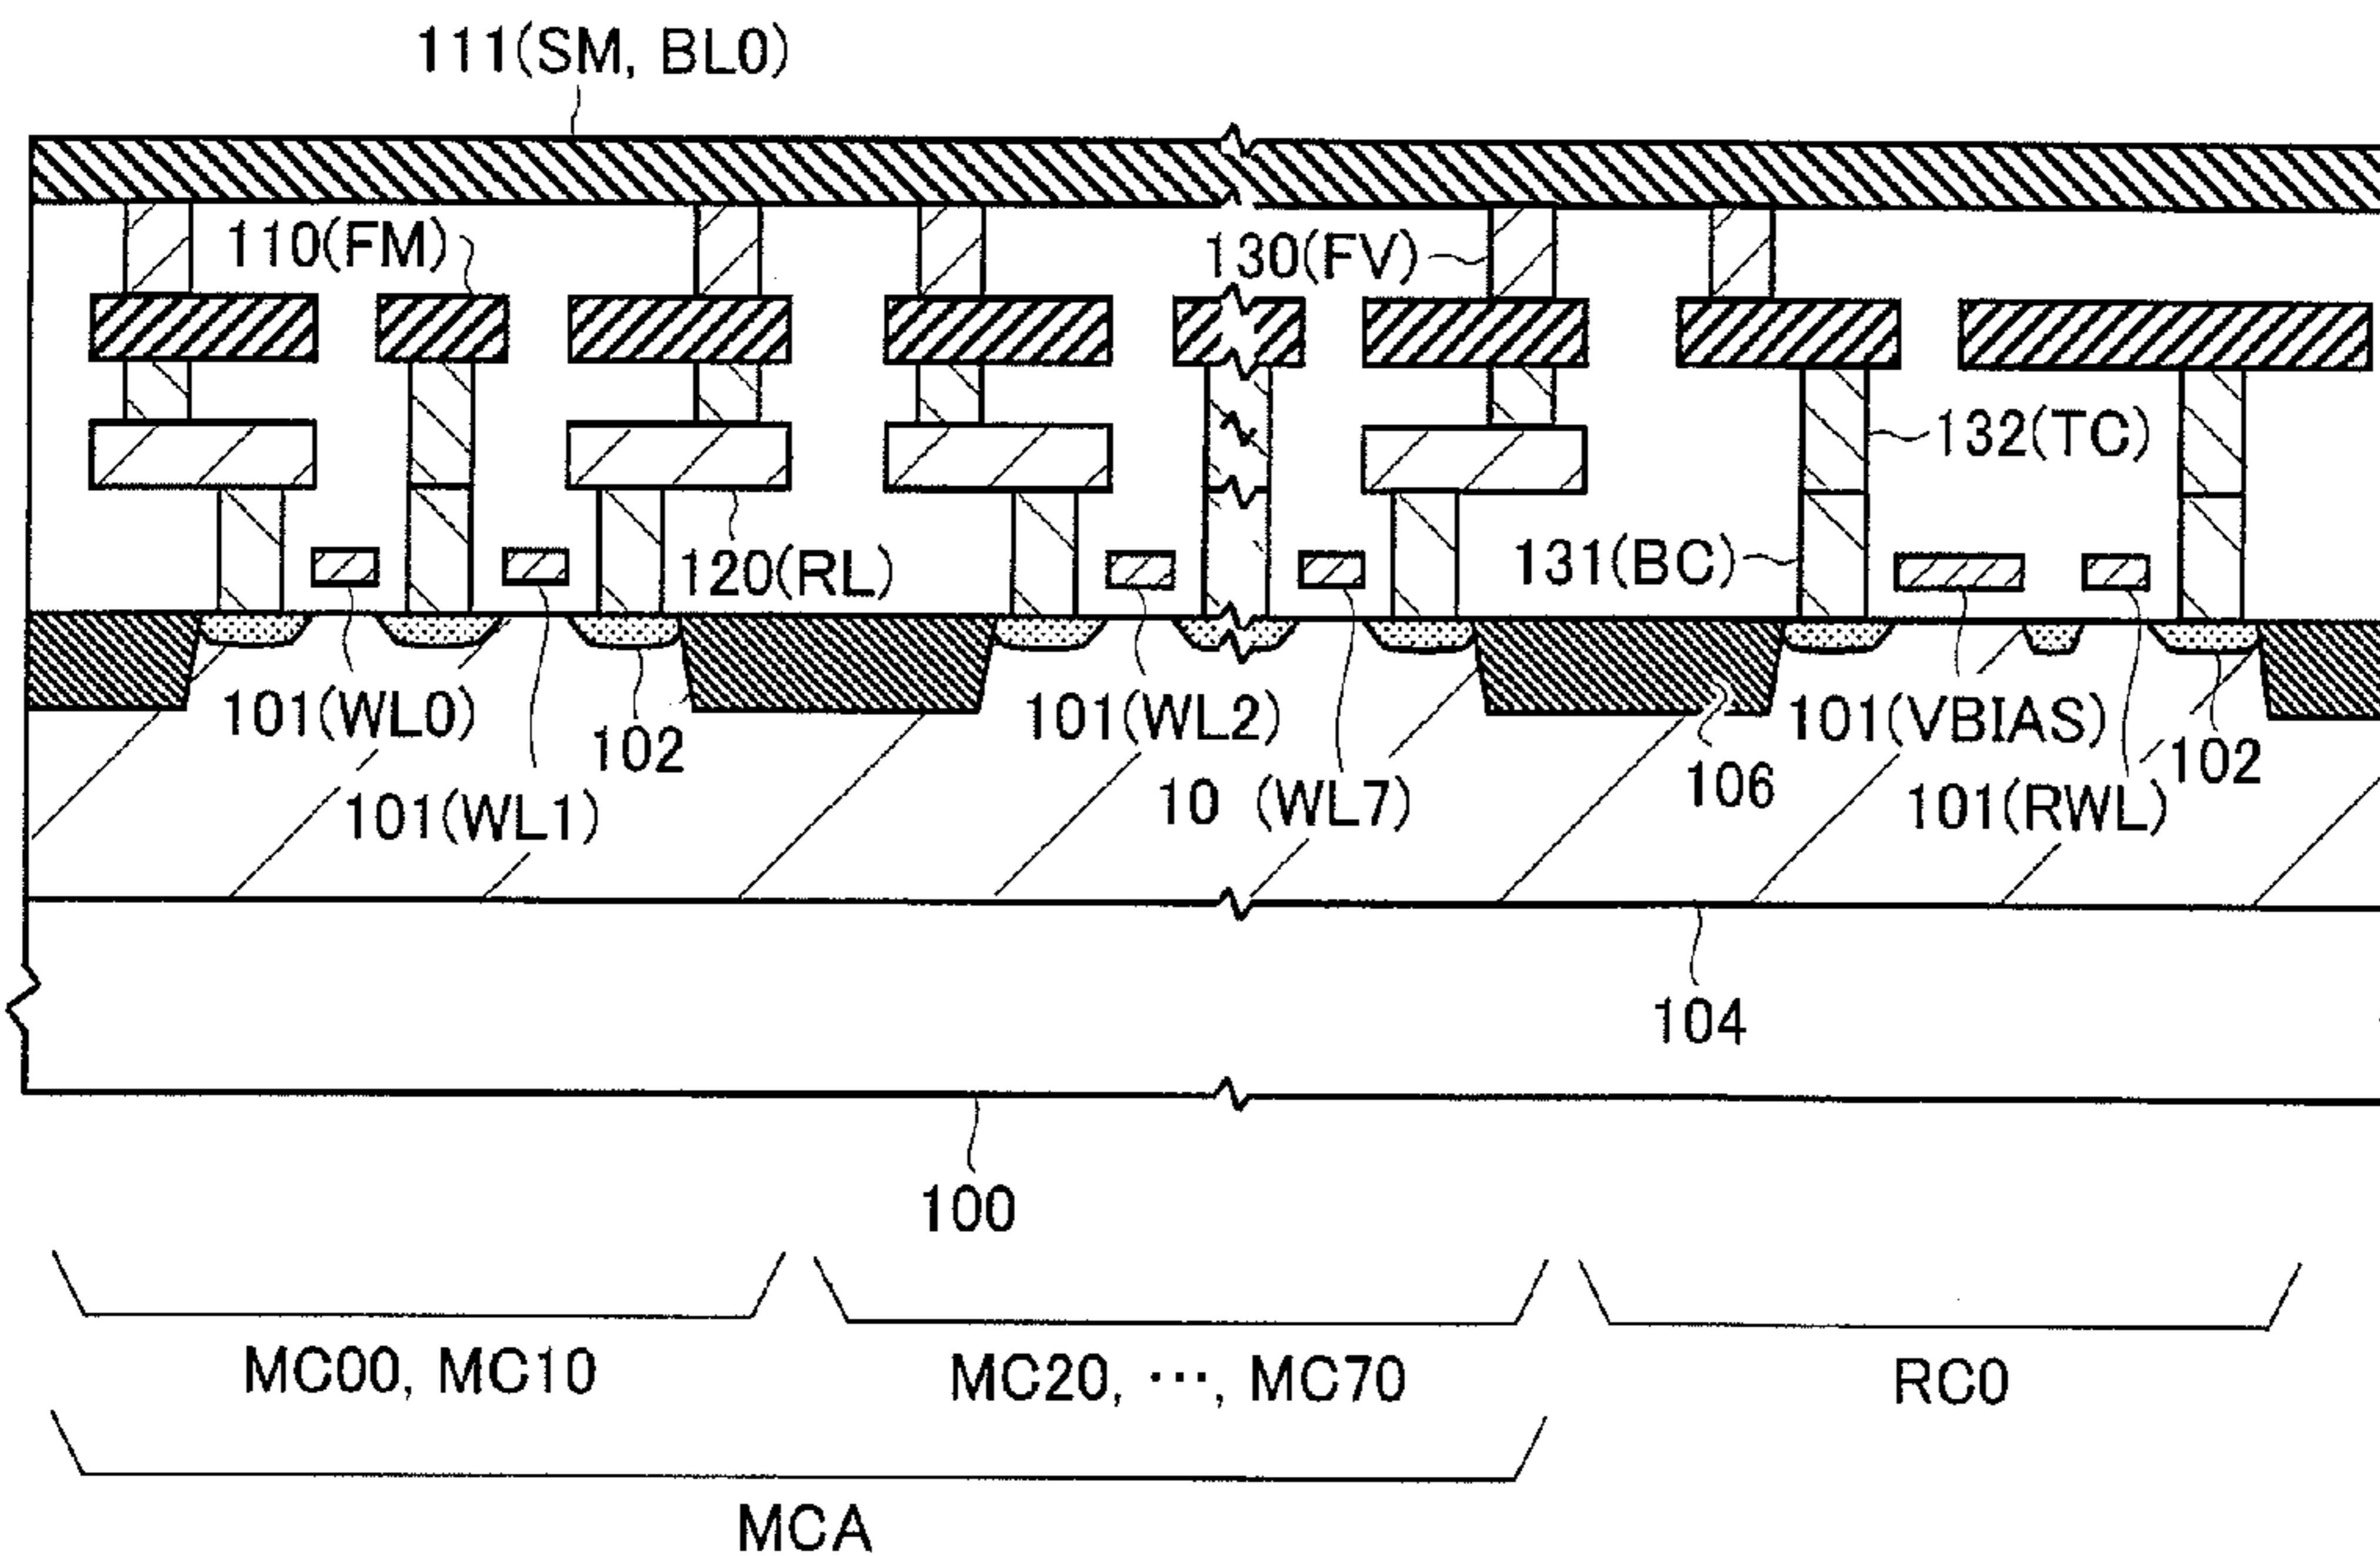 111(SM, BL0)
110(FM)
130(FV)
132(TC)
120(RL)
131(BC)
101(WL0)
102
101(WL2)
101(VBIAS)
102
101(WL1)
10 (WL7)
106
101(RWL)
104
100
MC00, MC10
MC20, ···, MC70
RC0
MCA